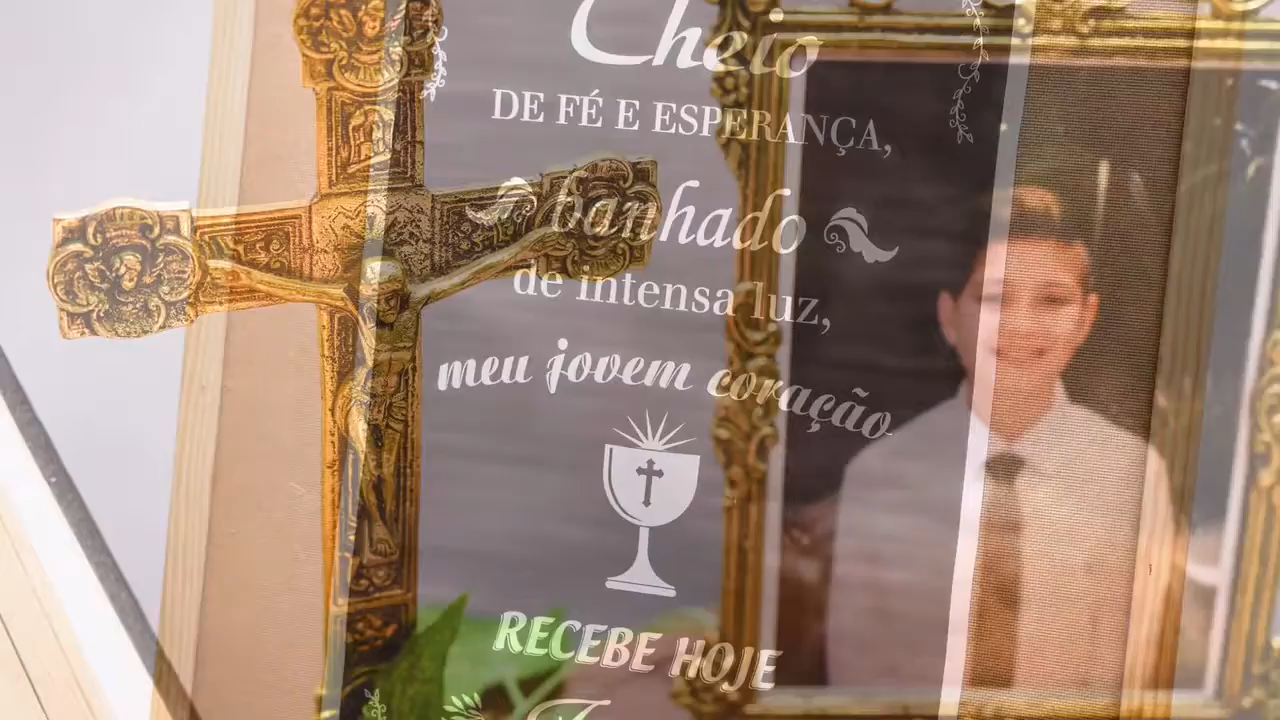 Cheio
DE FÉ E ESPERANÇA,
banhado
de intensa luz,
meu jovem coração
RECEBE HOJE